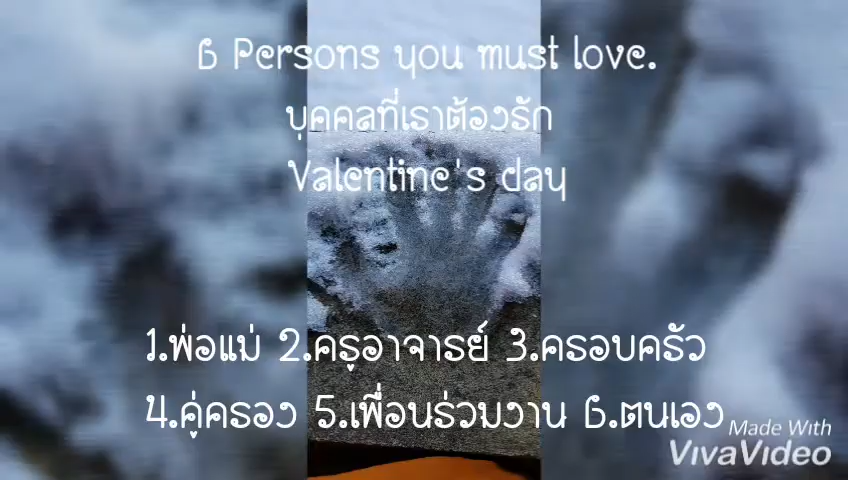 6 Persons you must love.
บุคคลที่เราต้องรัก
Valentine's day
1.พ่อแม่ 2.ครูอาจารย์ 3.ครอบครัว
4.คู่ครอง 5.เพื่อนร่วมงาน 6.ตนเอง
Made With
VivaVideo